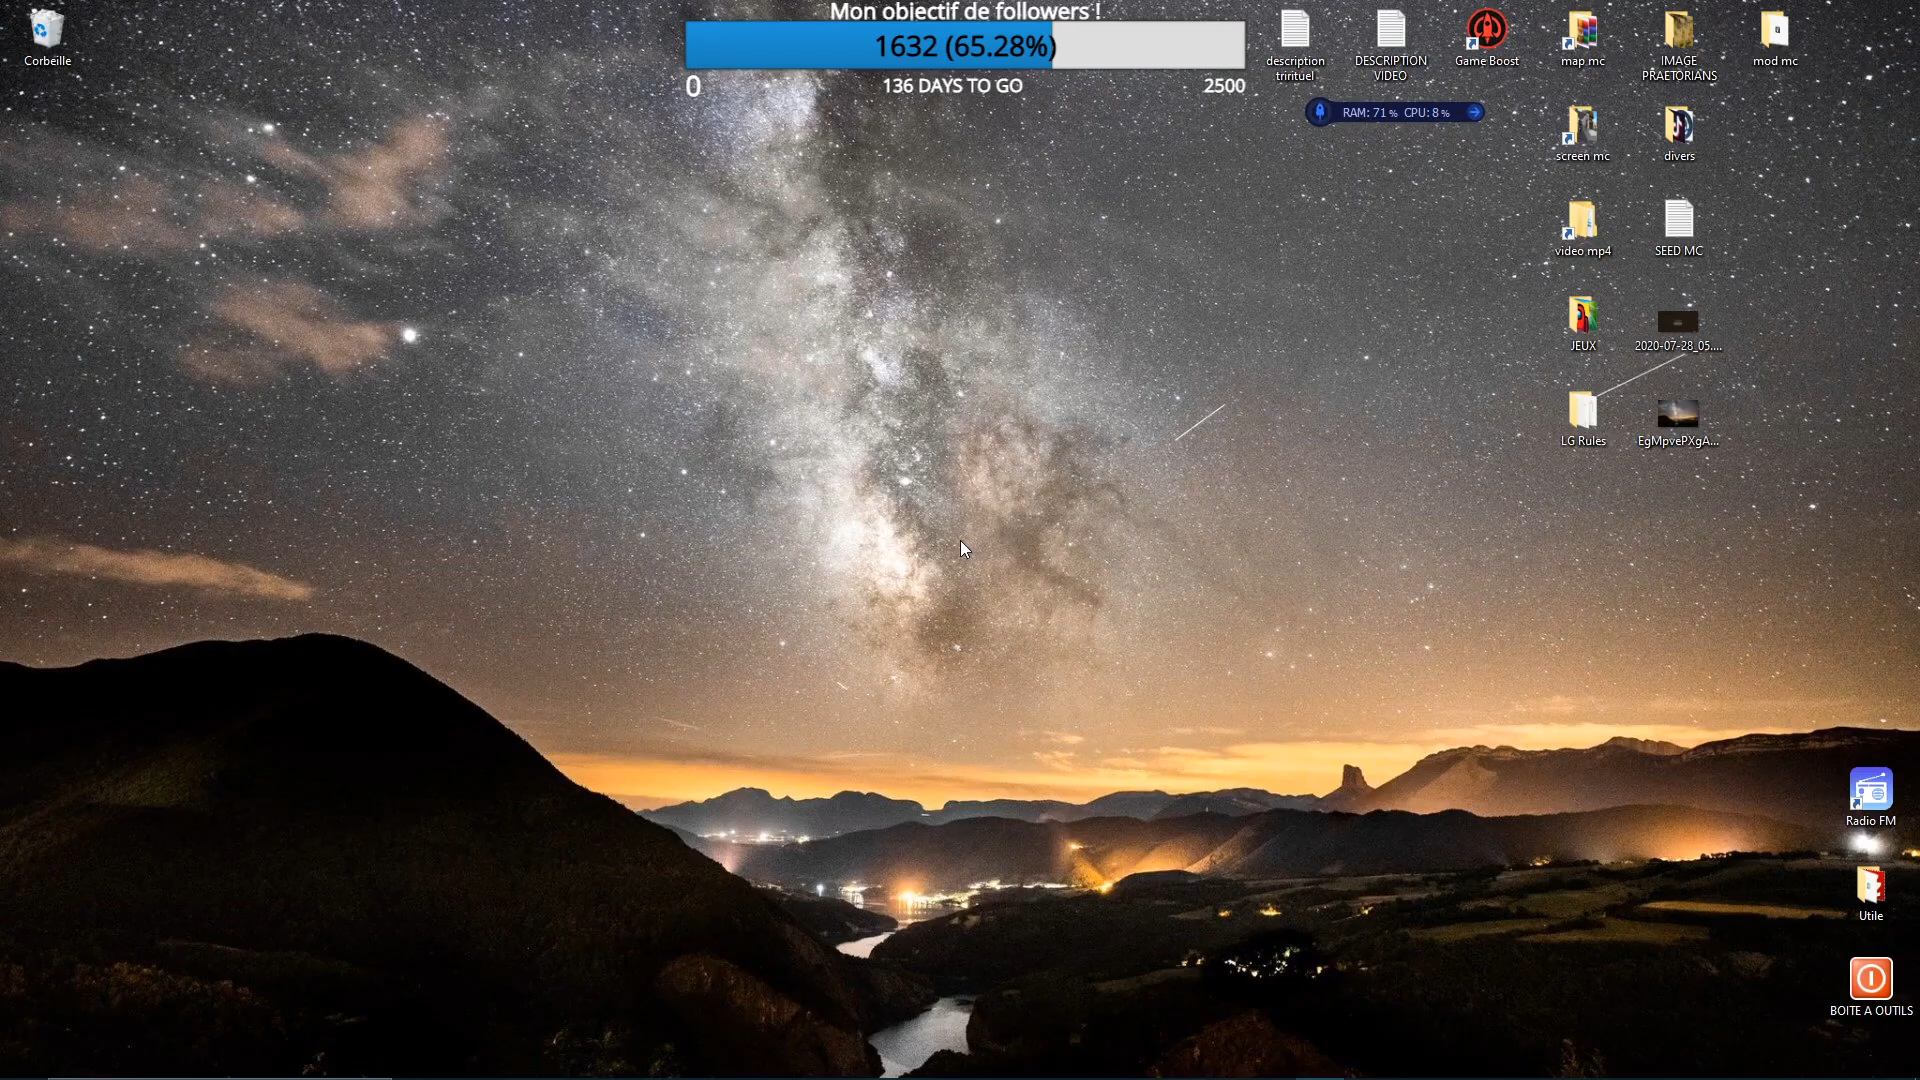 Mon objectif de followers !
1632 (65.28%)
0
136 DAYS TO GO
2500
Corbeille
description
trirituel
DESCRIPTION
VIDEO
Game Boost
map mc
IMAGE
PRAETORIANS
mod mc
RAM: 71 % CPU: 8 %
screen mc
divers
video mp4
SEED MC
JEUX
2020-07-28_05....
LG Rules
EgMpvePXgA...
Radio FM
Utile
BOITE A OUTILS